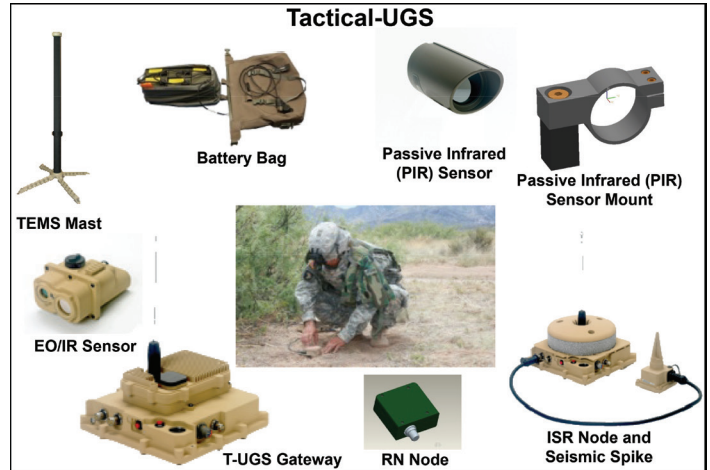 Tactical-UGS
Battery Bag
Passive Infrared
(PIR) Sensor
Passive Infrared (PIR)
Sensor Mount
TEMS Mast
EO/IR Sensor
T-UGS Gateway
RN Node
ISR Node and
Seismic Spike